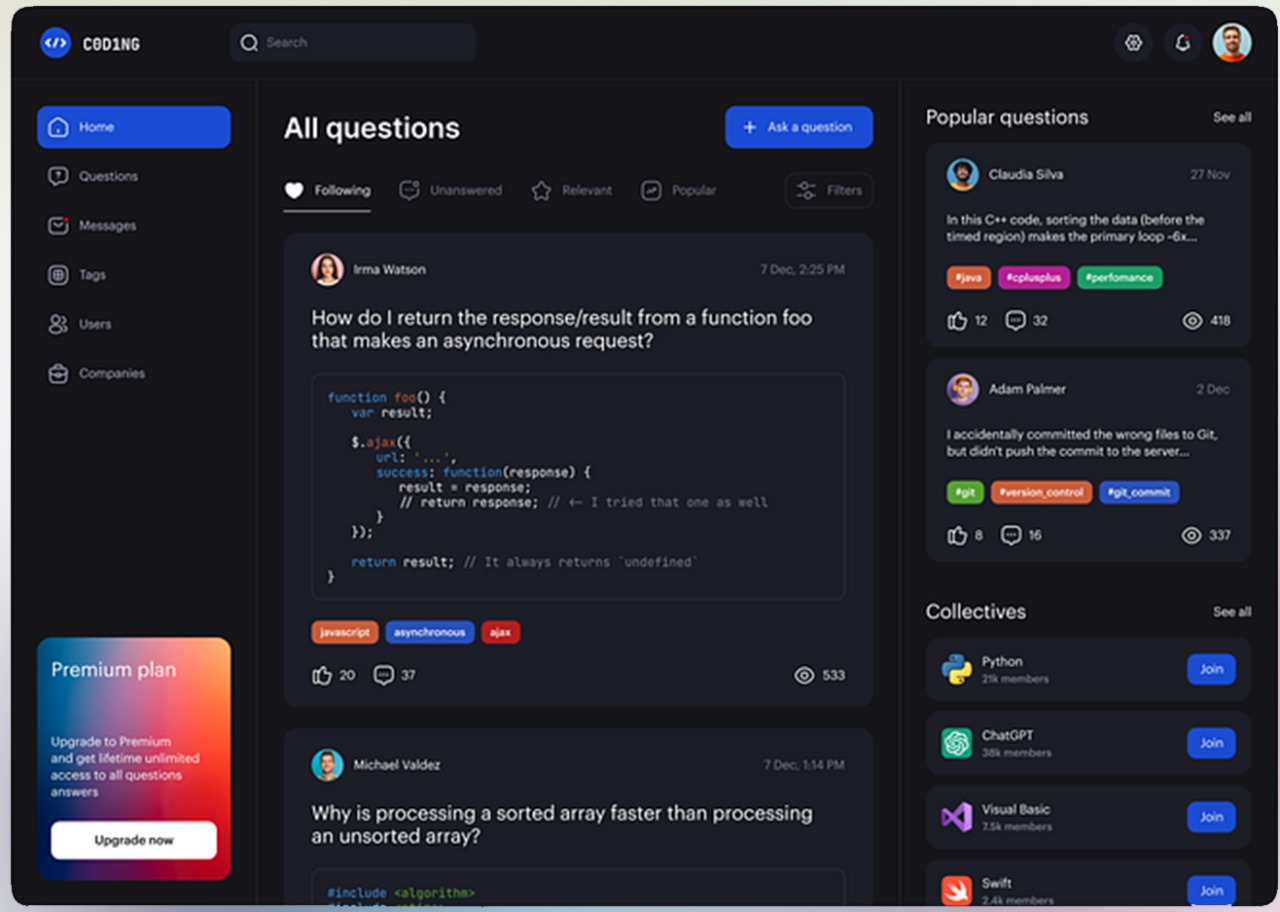 C0D1NG
Search
Home
Questions
Messages
Tags
Users
Companies
Premium plan
Upgrade to Premium
and get lifetime unlimited
access to all questions
answers
Upgrade now
All questions
+ Ask a question
Following
Unanswered
Relevant
Popular
Filters
Irma Watson
7 Dec, 2:25 PM
How do I return the response/result from a function foo
that makes an asynchronous request?
function foo() {
var result;
$.ajax({
url: '...',
success: function(response) {
result = response;
// return response; // <- I tried that one as well
}
});
return result; // It always returns `undefined`
}
javascript
asynchronous
ajax
20
37
533
Michael Valdez
7 Dec, 1:14 PM
Why is processing a sorted array faster than processing
an unsorted array?
#include <algorithm>
Popular questions
See all
Claudia Silva
27 Nov
In this C++ code, sorting the data (before the
timed region) makes the primary loop ~6x...
#java
#cplusplus
#perfomance
12
32
418
Adam Palmer
2 Dec
I accidentally committed the wrong files to Git,
but didn't push the commit to the server...
#git
#version_control
#git_commit
8
16
337
Collectives
See all
Python
21k members
Join
ChatGPT
38k members
Join
Visual Basic
7.5k members
Join
Swift
2.4k members
Join